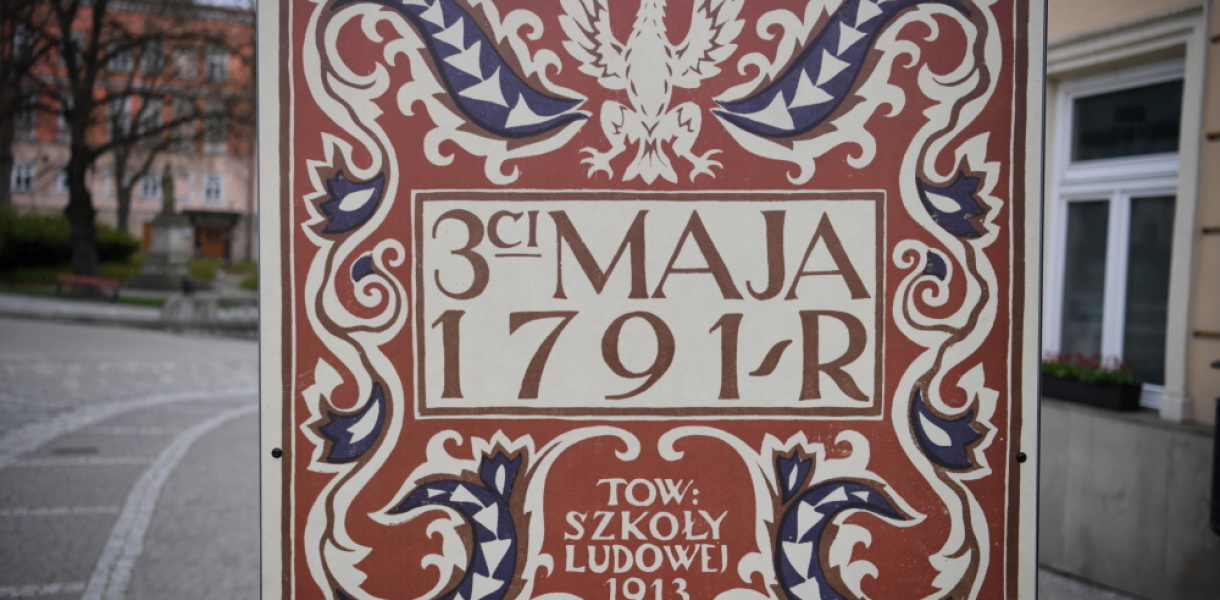 3CI MAJA
1791-R
TOW:
SZKOŁY
LUDOWEJ
1913